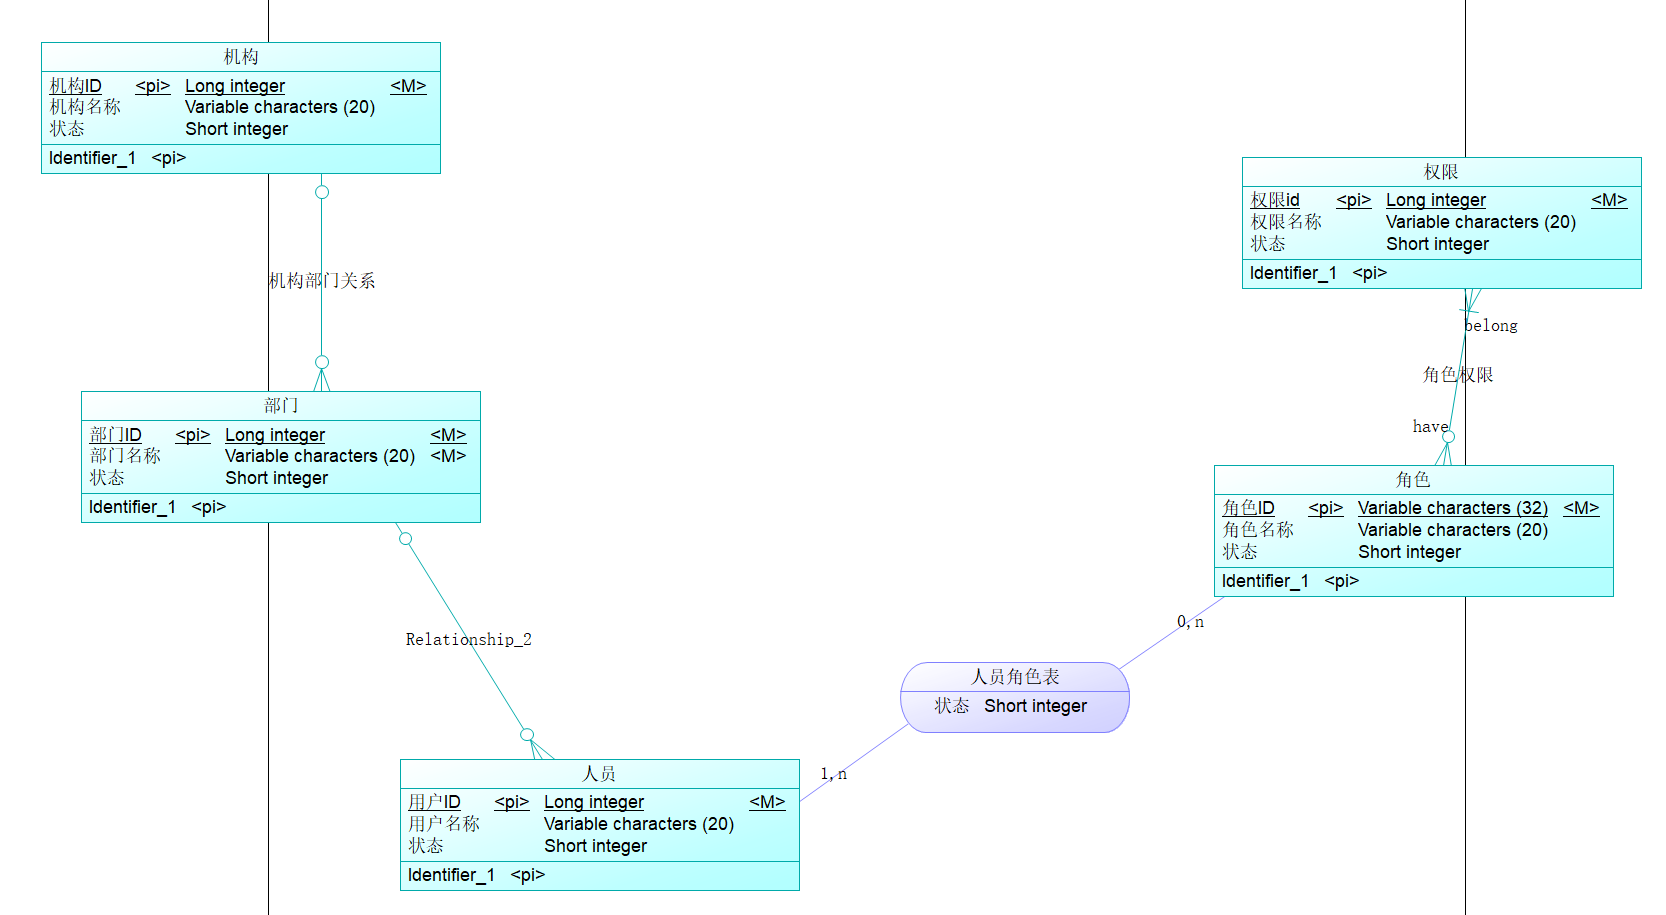 机构
机构ID <pi> Long integer <M>
机构名称 Variable characters (20)
状态 Short integer
Identifier_1 <pi>
机构部门关系
部门
部门ID <pi> Long integer <M>
部门名称 Variable characters (20) <M>
状态 Short integer
Identifier_1 <pi>
Relationship_2
人员
用户ID <pi> Long integer <M>
用户名称 Variable characters (20)
状态 Short integer
Identifier_1 <pi>
1,n
人员角色表
状态 Short integer
0,n
权限
权限id <pi> Long integer <M>
权限名称 Variable characters (20)
状态 Short integer
Identifier_1 <pi>
belong
角色权限
have
角色
角色ID <pi> Variable characters (32) <M>
角色名称 Variable characters (20)
状态 Short integer
Identifier_1 <pi>